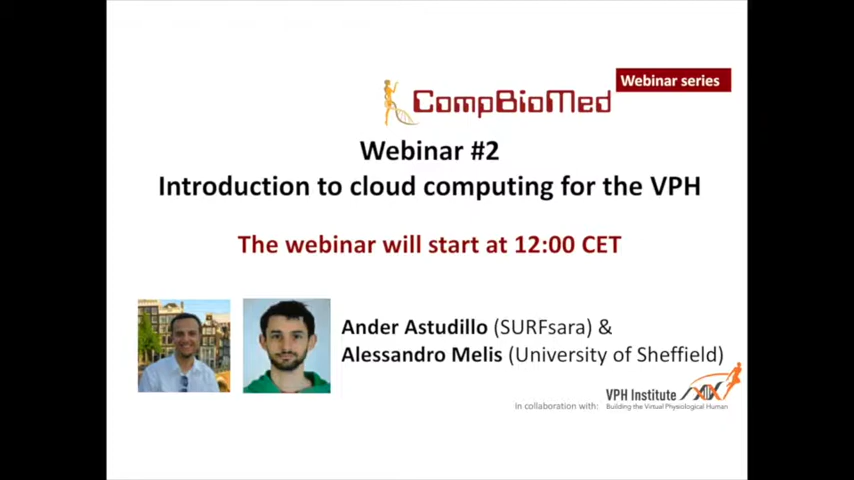 Webinar series
CompBioMed
Webinar #2
Introduction to cloud computing for the VPH
The webinar will start at 12:00 CET
Ander Astudillo (SURFsara) &
Alessandro Melis (University of Sheffield)
in collaboration with:
VPH Institute
Building the Virtual Physiological Human